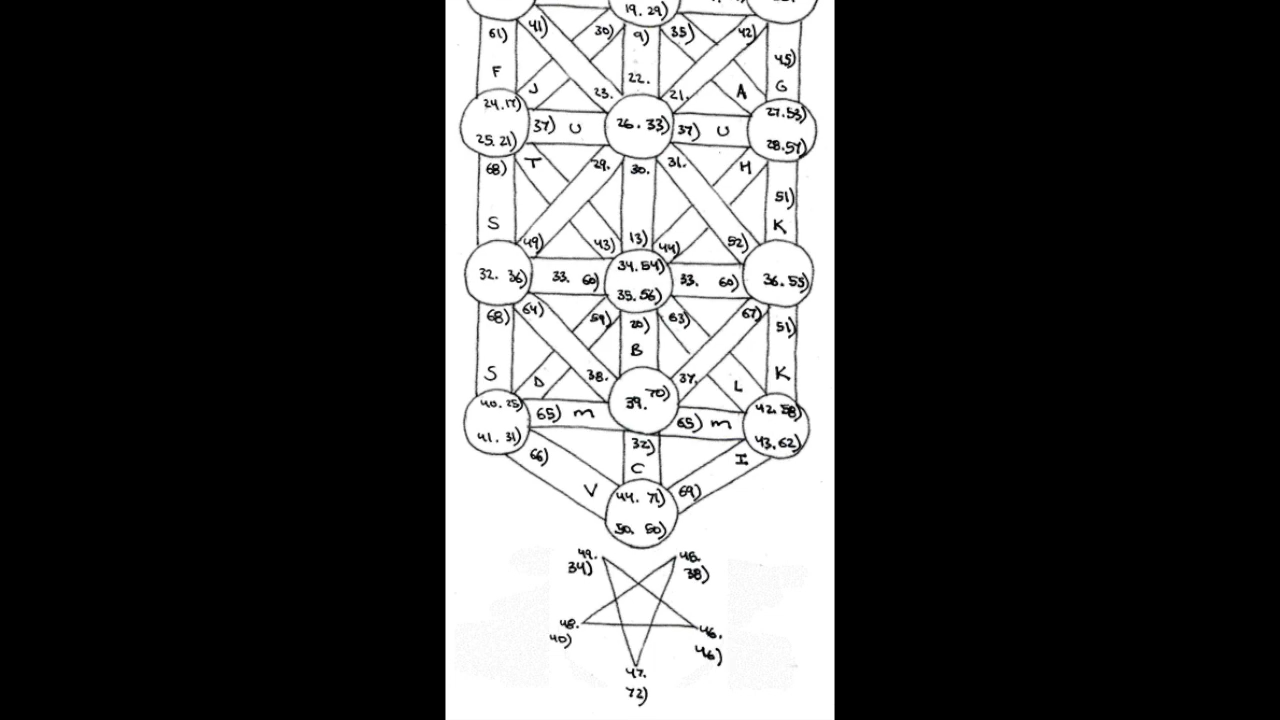 19. 29)
61) 41) 30) 9) 35) 42)
45)
F 22. G
J 23. 21. A
24. 17) 27. 53)
37) U 26. 33) 37) U
25. 21) 28. 57)
68) T 29. 30. 31. H
51)
S K
49) 43) 13) 44) 52)
34. 54)
32. 36) 33. 60) 33. 60) 36. 55)
35. 56)
68) 64) 59) 20) 63) 67) 51)
B
S D 38. 37. L K
39. 70)
40. 25) 42. 58)
65) m 65) m
41. 31) 43. 62)
66) 32) I
C
V 44. 71) 69)
50. 50)
49. 48.
34) 38)
46.
40) 46)
47.
72)